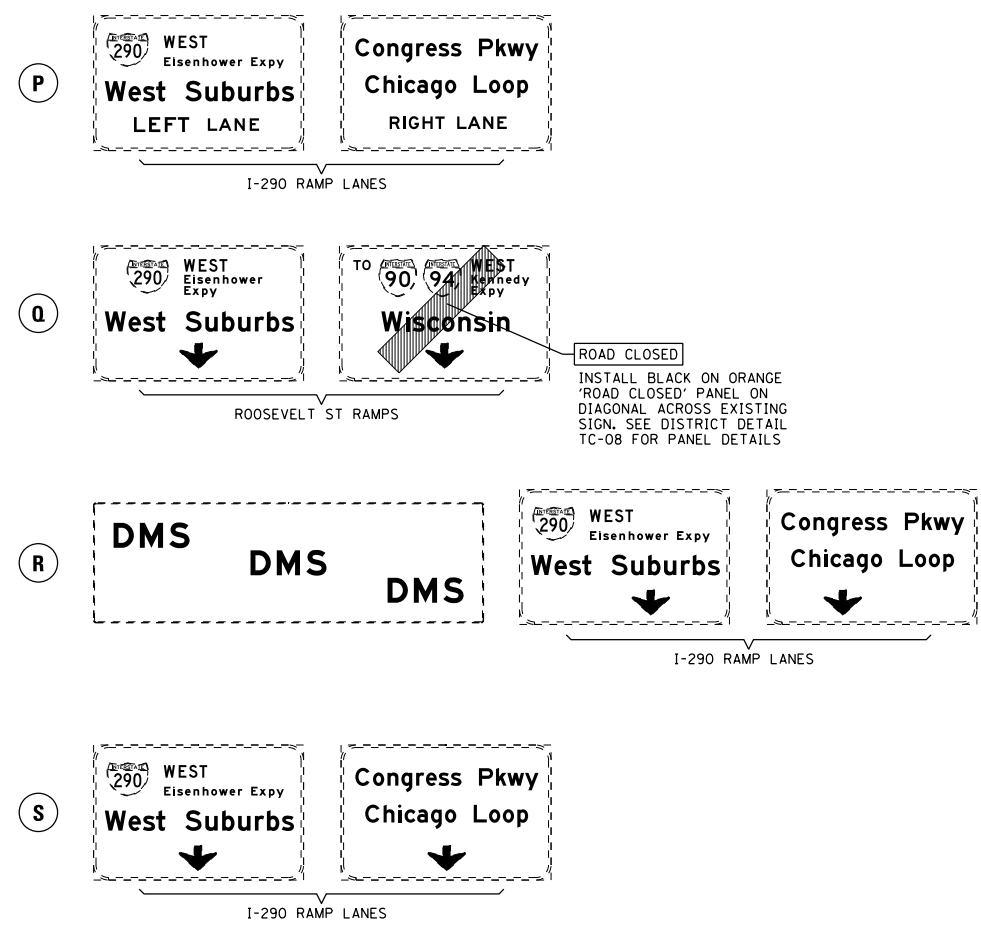 P
INTERSTATE
290
WEST
Eisenhower Expy
West Suburbs
LEFT LANE
Congress Pkwy
Chicago Loop
RIGHT LANE
I-290 RAMP LANES
Q
INTERSTATE
290
WEST
Eisenhower
Expy
West Suburbs
TO
INTERSTATE
90
INTERSTATE
94
WEST
Kennedy
Expy
Wisconsin
ROOSEVELT ST RAMPS
ROAD CLOSED
INSTALL BLACK ON ORANGE
'ROAD CLOSED' PANEL ON
DIAGONAL ACROSS EXISTING
SIGN. SEE DISTRICT DETAIL
TC-08 FOR PANEL DETAILS
R
DMS
DMS
DMS
INTERSTATE
290
WEST
Eisenhower Expy
West Suburbs
Congress Pkwy
Chicago Loop
I-290 RAMP LANES
S
INTERSTATE
290
WEST
Eisenhower Expy
West Suburbs
Congress Pkwy
Chicago Loop
I-290 RAMP LANES